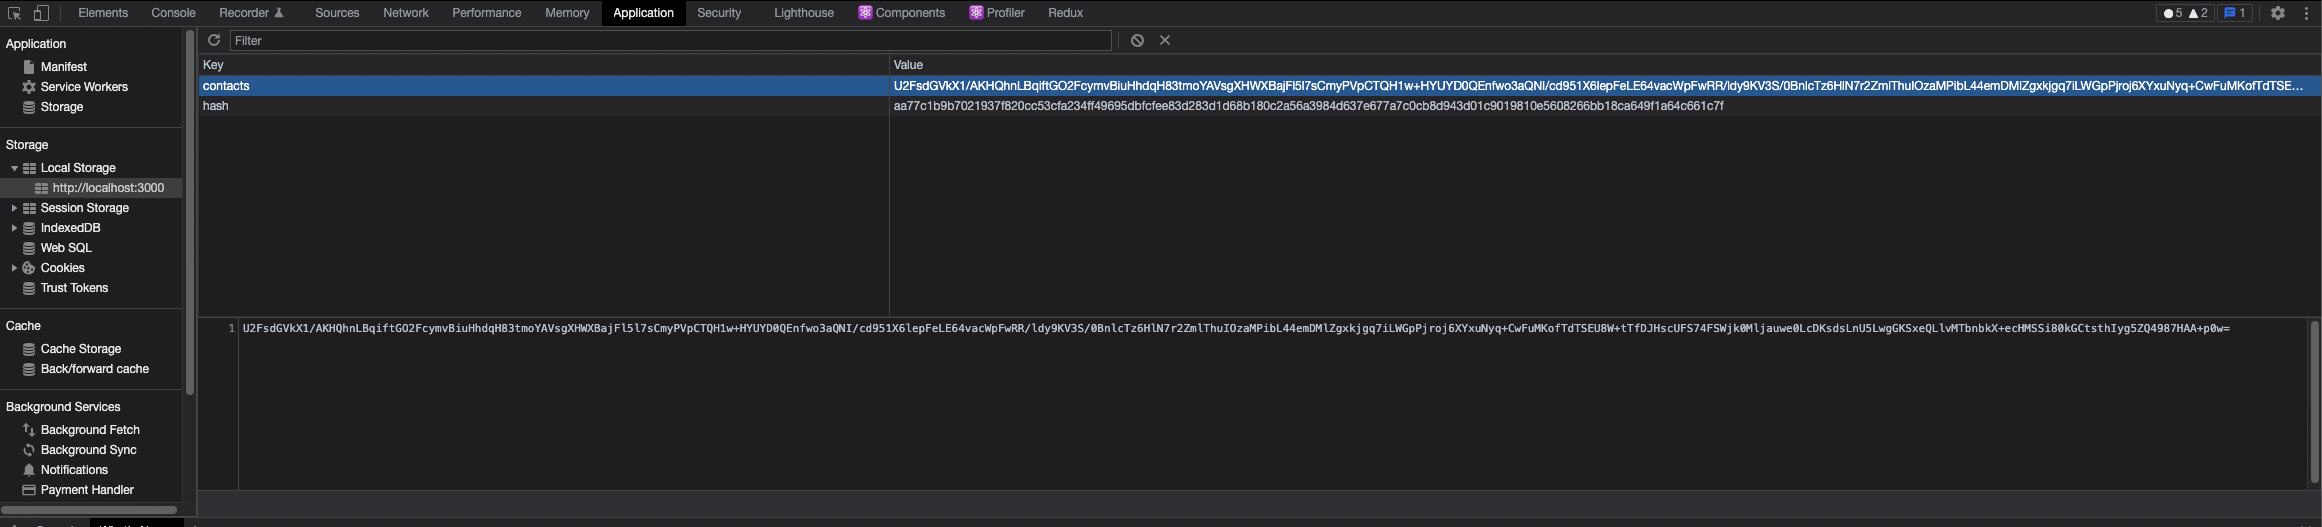 Elements Console Recorder Sources Network Performance Memory Application Security Lighthouse Components Profiler Redux 5 2 1
Application
Manifest
Service Workers
Storage
Storage
Local Storage
http://localhost:3000
Session Storage
IndexedDB
Web SQL
Cookies
Trust Tokens
Cache
Cache Storage
Back/forward cache
Background Services
Background Fetch
Background Sync
Notifications
Payment Handler
Filter
Key Value
contacts U2FsdGVkX1/AKHQhnLBqiftGO2FcymvBiuHhdqH83tmoYAVsgXHWXBajFl5l7sCmyPVpCTQH1w+HYUYD0QEnfwo3aQNI/cd951X6lepFeLE64vacWpFwRR/ldy9KV3S/0BnlcTz6HlN7r2ZmlThuIOzaMPibL44emDMlZgxkjgq7iLWGpPjroj6XYxuNyq+CwFuMKofTdTSE…
hash aa77c1b9b7021937f820cc53cfa234ff49695dbfcfee83d283d1d68b180c2a56a3984d637e677a7c0cb8d943d01c9019810e5608266bb18ca649f1a64c661c7f
1 U2FsdGVkX1/AKHQhnLBqiftGO2FcymvBiuHhdqH83tmoYAVsgXHWXBajFl5l7sCmyPVpCTQH1w+HYUYD0QEnfwo3aQNI/cd951X6lepFeLE64vacWpFwRR/ldy9KV3S/0BnlcTz6HlN7r2ZmlThuIOzaMPibL44emDMlZgxkjgq7iLWGpPjroj6XYxuNyq+CwFuMKofTdTSEU8W+tTfDJHscUFS74FSWjk0Mljauwe0LcDKsdsLnU5LwgGKSxeQLlvMTbnbkX+ecHMSSi80kGCtsthIyg5ZQ4987HAA+p0w=